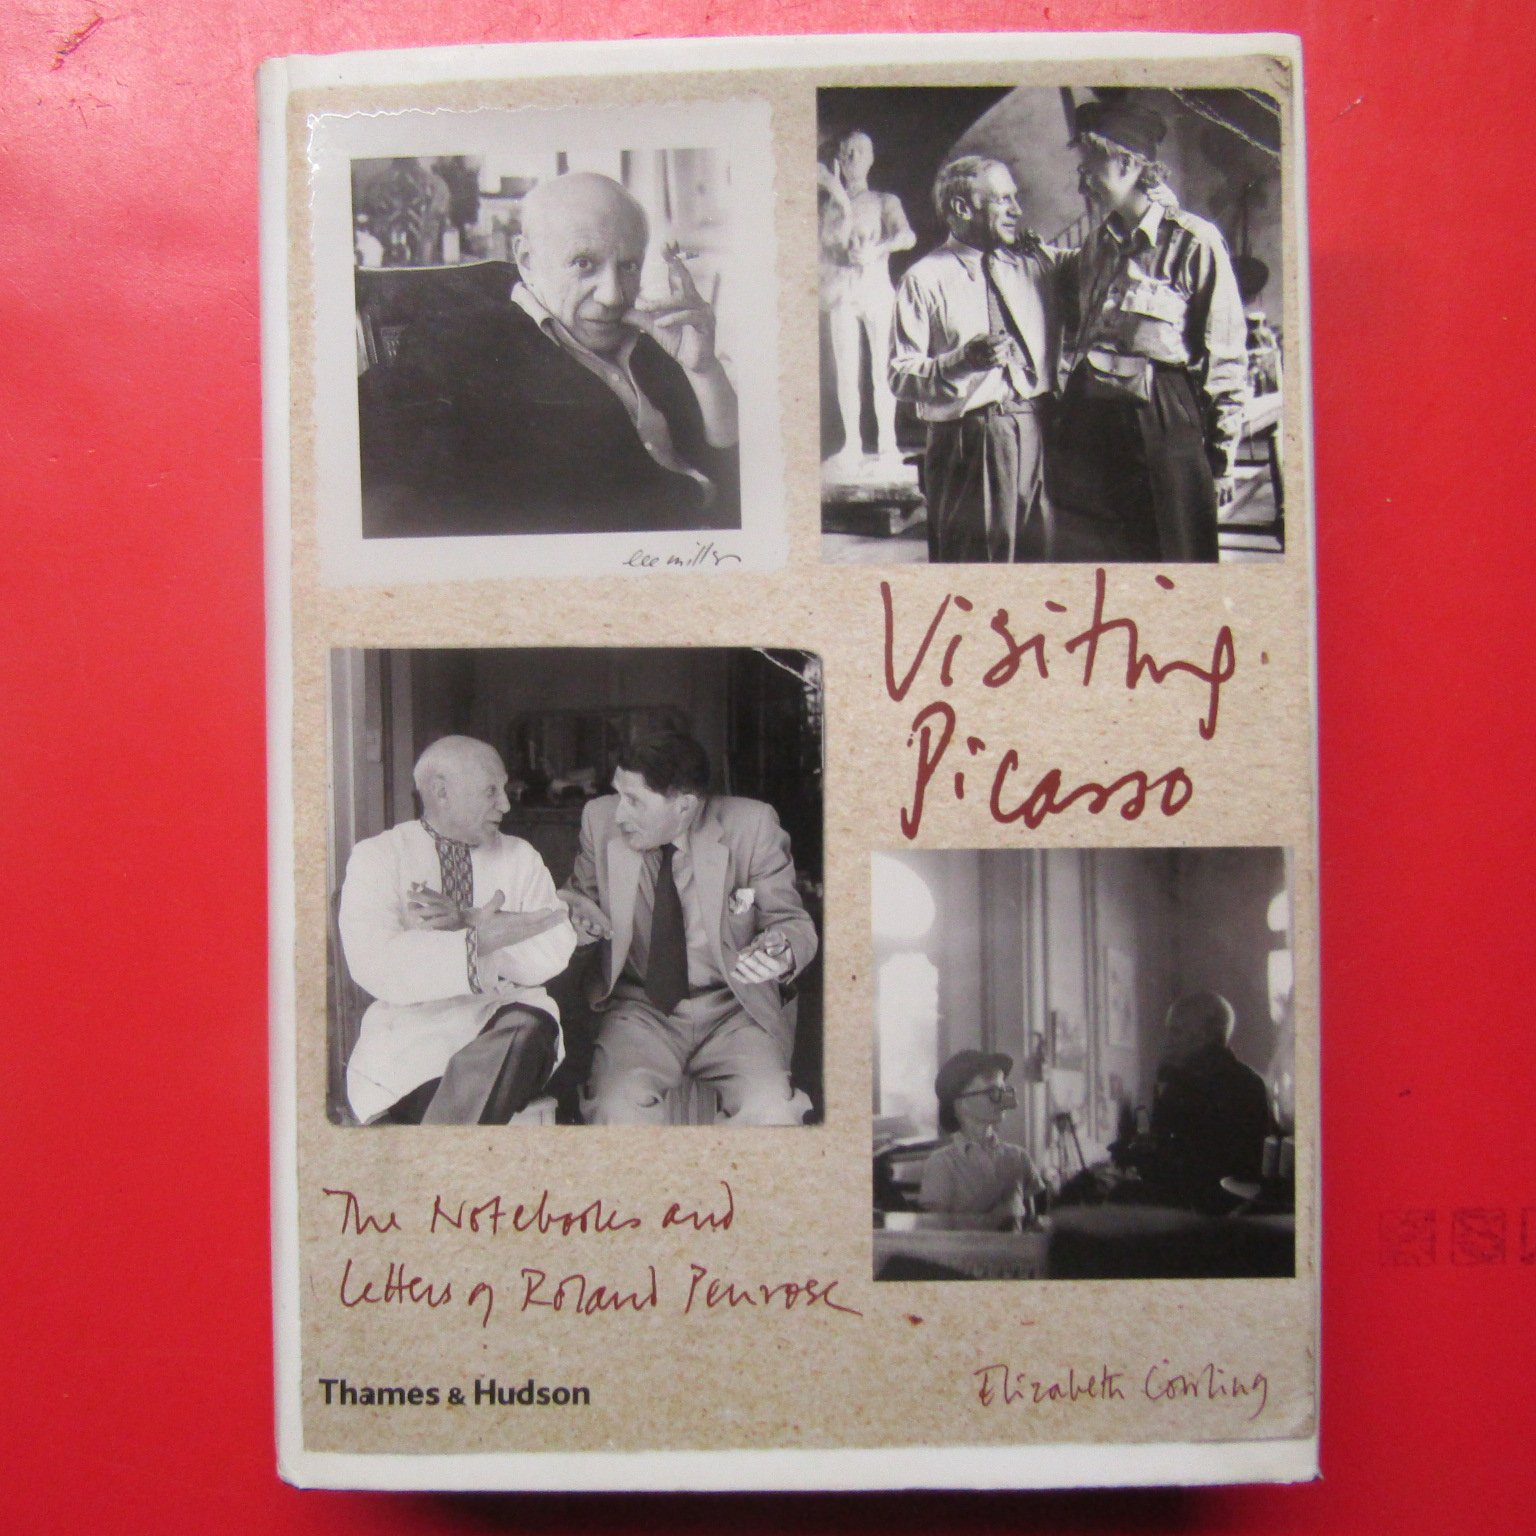 lee miller
Visiting
Picasso
The Notebooks and
Letters of Roland Penrose
Thames & Hudson
Elizabeth Cowling